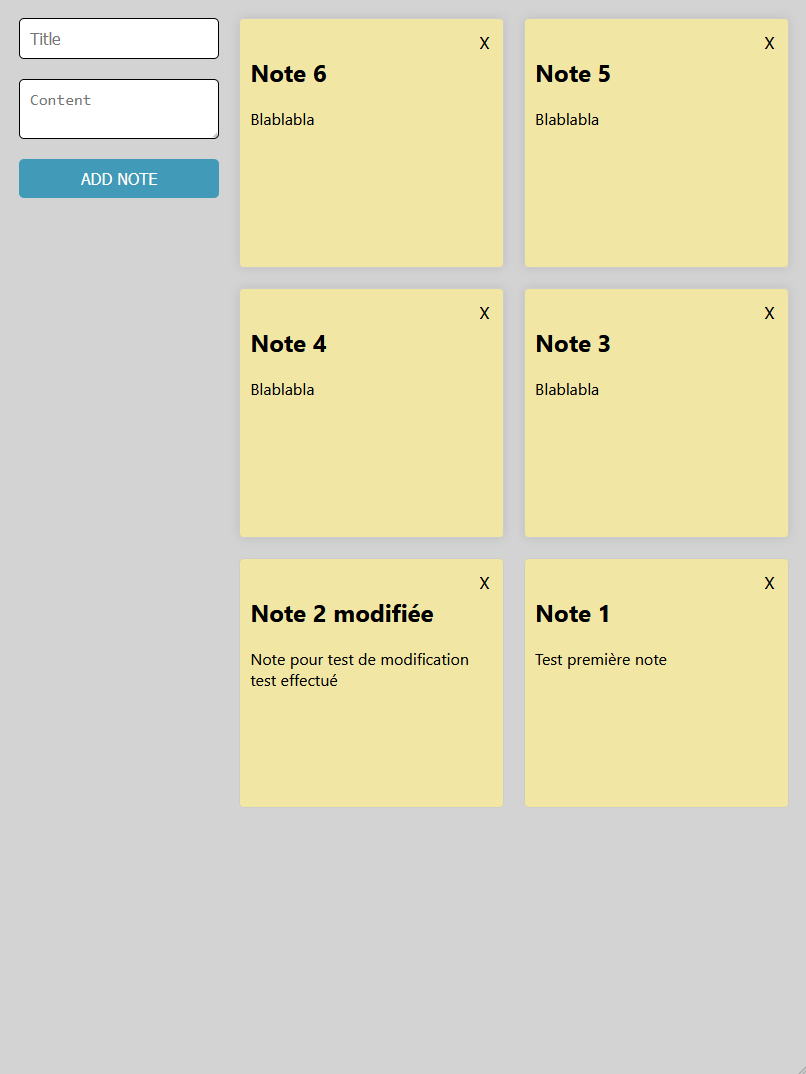 Title
Content
ADD NOTE
X
Note 6
Blablabla
X
Note 5
Blablabla
X
Note 4
Blablabla
X
Note 3
Blablabla
X
Note 2 modifiée
Note pour test de modification
test effectué
X
Note 1
Test première note